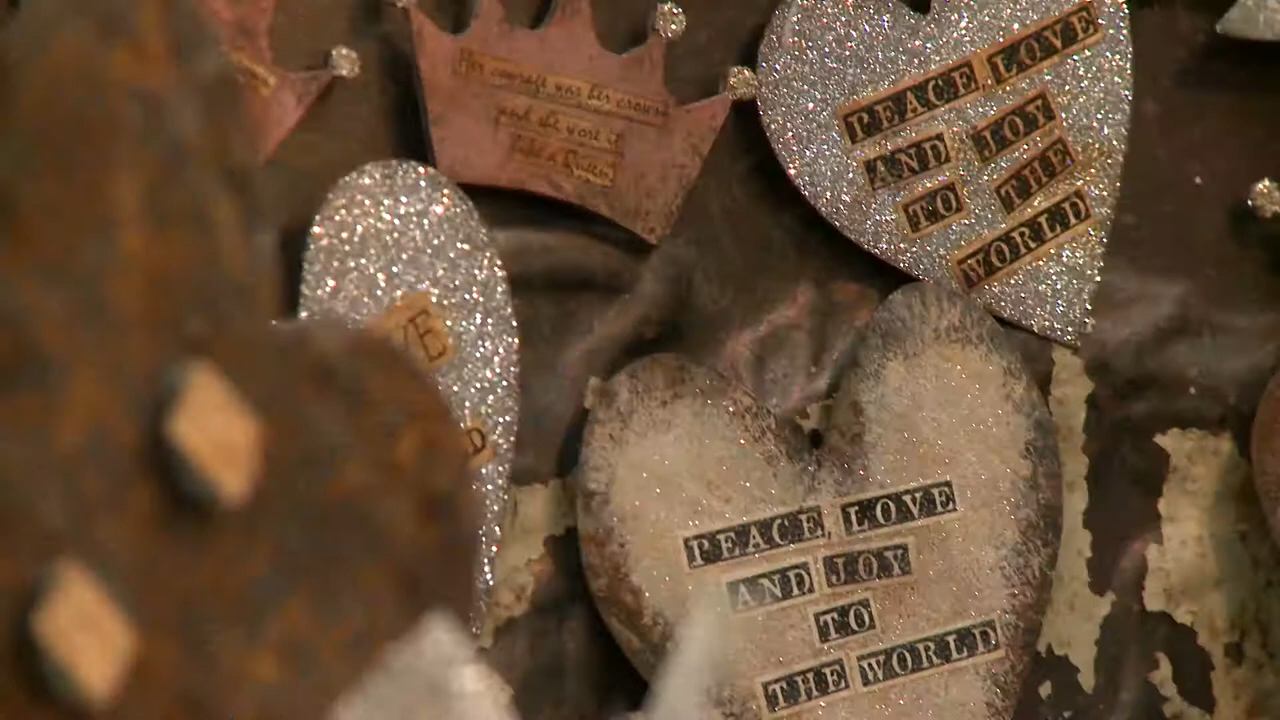 Her courage was her crown
and she wore it
like a Queen
PEACE, LOVE
AND JOY
TO THE
WORLD
PEACE, LOVE
AND JOY
TO
THE WORLD